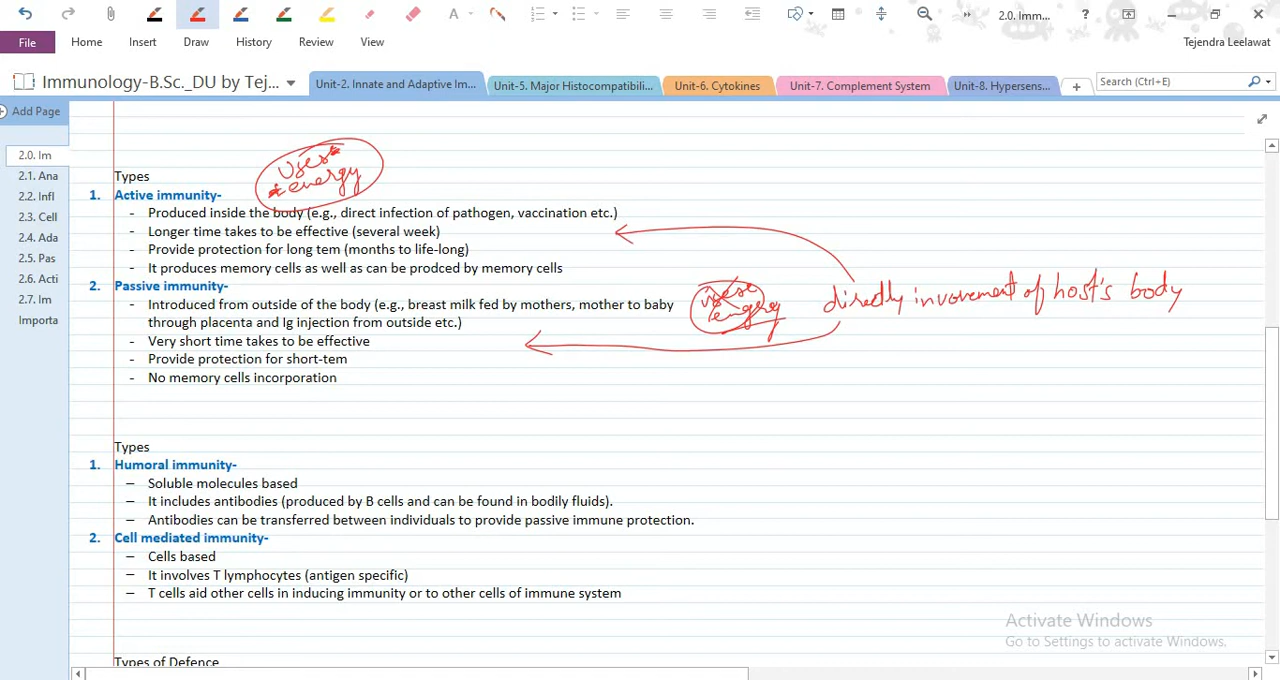 2.0. Imm...
?
File
Home
Insert
Draw
History
Review
View
Tejendra Leelawat
Immunology-B.Sc._DU by Tej...
Unit-2. Innate and Adaptive Im...
Unit-5. Major Histocompatibili...
Unit-6. Cytokines
Unit-7. Complement System
Unit-8. Hypersens...
+
Search (Ctrl+E)
Add Page
2.0. Im
2.1. Ana
2.2. Infl
2.3. Cell
2.4. Ada
2.5. Pas
2.6. Acti
2.7. Im
Importa
Types
Uses
energy
1. Active immunity-
- Produced inside the body (e.g., direct infection of pathogen, vaccination etc.)
- Longer time takes to be effective (several week)
- Provide protection for long tem (months to life-long)
- It produces memory cells as well as can be prodced by memory cells
2. Passive immunity-
- Introduced from outside of the body (e.g., breast milk fed by mothers, mother to baby
through placenta and Ig injection from outside etc.)
- Very short time takes to be effective
- Provide protection for short-tem
- No memory cells incorporation
directly invovement of host's body
Types
1. Humoral immunity-
– Soluble molecules based
– It includes antibodies (produced by B cells and can be found in bodily fluids).
– Antibodies can be transferred between individuals to provide passive immune protection.
2. Cell mediated immunity-
– Cells based
– It involves T lymphocytes (antigen specific)
– T cells aid other cells in inducing immunity or to other cells of immune system
Types of Defence
Activate Windows
Go to Settings to activate Windows.